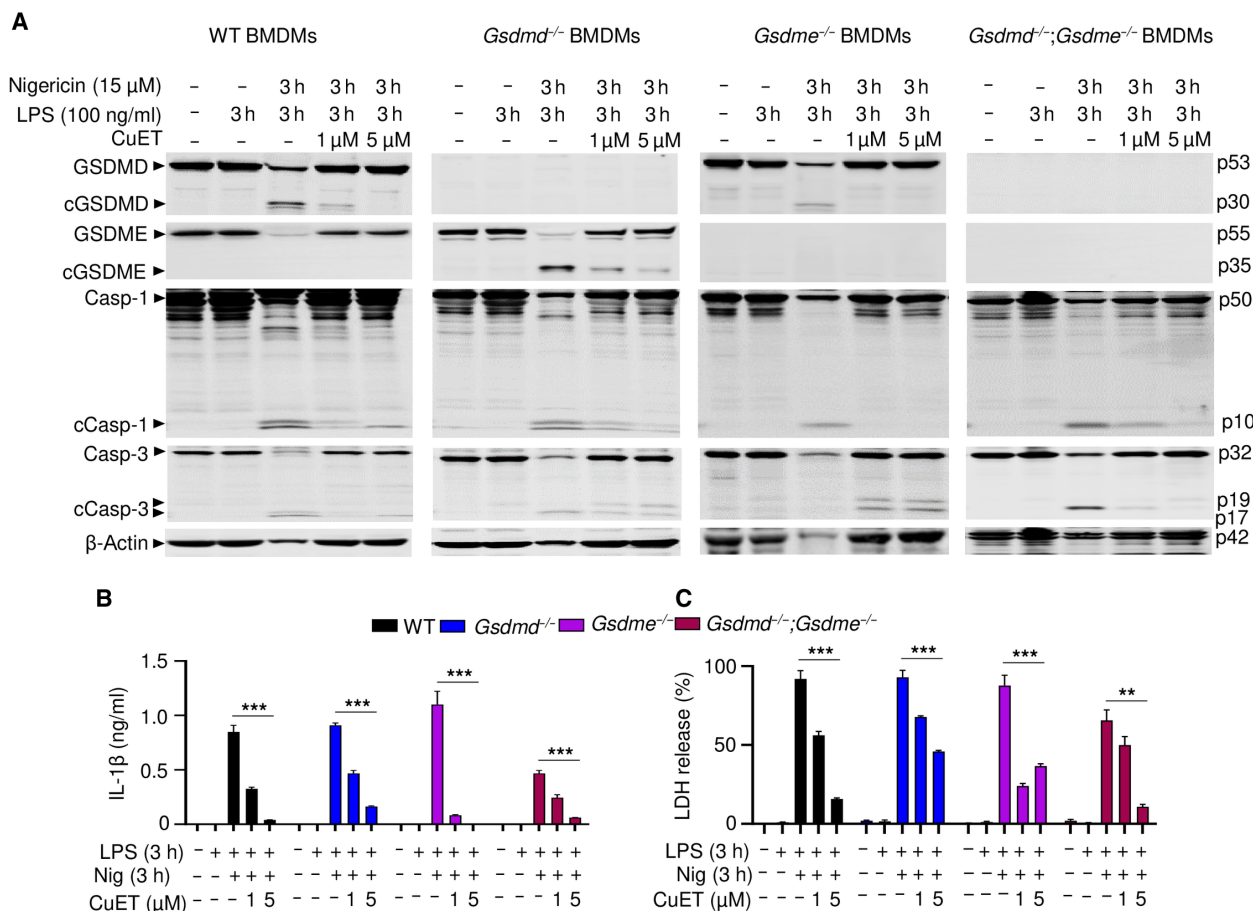 A
WT BMDMs Gsdmd–/– BMDMs Gsdme–/– BMDMs Gsdmd–/–;Gsdme–/– BMDMs
Nigericin (15 µM) – – 3 h 3 h 3 h – – 3 h 3 h 3 h – – 3 h 3 h 3 h – – 3 h 3 h 3 h
LPS (100 ng/ml) – 3 h 3 h 3 h 3 h – 3 h 3 h 3 h 3 h – 3 h 3 h 3 h 3 h – 3 h 3 h 3 h 3 h
CuET – – – 1 µM 5 µM – – – 1 µM 5 µM – – – 1 µM 5 µM – – – 1 µM 5 µM
GSDMD p53
cGSDMD p30
GSDME p55
cGSDME p35
Casp-1 p50
cCasp-1 p10
Casp-3 p32
p19
cCasp-3 p17
β-Actin p42
B C
WT Gsdmd–/– Gsdme–/– Gsdmd–/–;Gsdme–/–
IL-1β (ng/ml)
1.5
1.0
0.5
0
*** *** *** ***
LPS (3 h) – + + + + – + + + + – + + + + – + + + +
Nig (3 h) – – + + + – – + + + – – + + + – – + + +
CuET (µM) – – – 1 5 – – – 1 5 – – – 1 5 – – – 1 5
LDH release (%)
100
50
0
*** *** *** **
LPS (3 h) – + + + + – + + + + – + + + + – + + + +
Nig (3 h) – – + + + – – + + + – – + + + – – + + +
CuET (µM) – – – 1 5 – – – 1 5 – – – 1 5 – – – 1 5